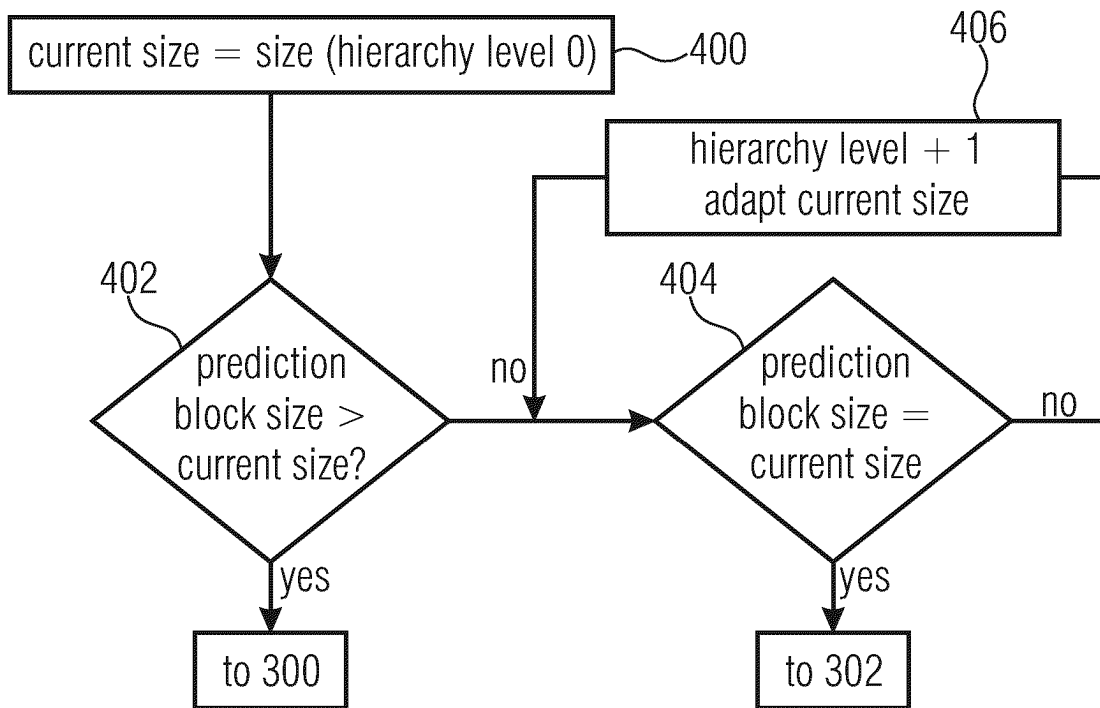 current size = size (hierarchy level 0)
400
406
hierarchy level + 1
adapt current size
402
prediction
block size >
current size?
no
404
prediction
block size =
current size
no
yes
yes
to 300
to 302